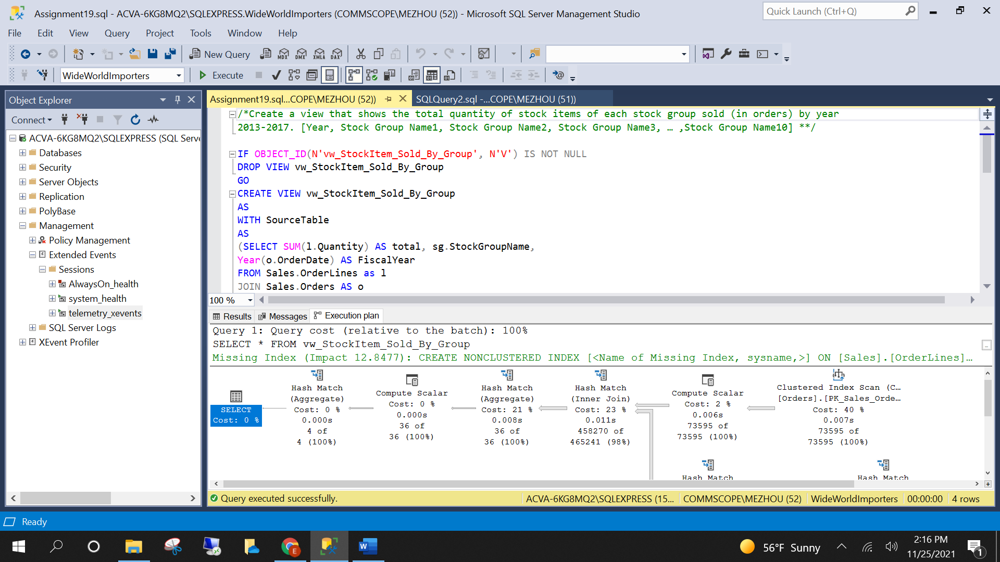 Assignment19.sql - ACVA-6KG8MQ2\SQLEXPRESS.WideWorldImporters (COMMSCOPE\MEZHOU (52)) - Microsoft SQL Server Management Studio
Quick Launch (Ctrl+Q)
File Edit View Query Project Tools Window Help
New Query
MDX DMX XMLA DAX
WideWorldImporters
Execute
Object Explorer
Connect
ACVA-6KG8MQ2\SQLEXPRESS (SQL Serve
Databases
Security
Server Objects
Replication
PolyBase
Management
Policy Management
Extended Events
Sessions
AlwaysOn_health
system_health
telemetry_xevents
SQL Server Logs
XEvent Profiler
Assignment19.sql...COPE\MEZHOU (52))
SQLQuery2.sql -...COPE\MEZHOU (51))
/*Create a view that shows the total quantity of stock items of each stock group sold (in orders) by year
2013-2017. [Year, Stock Group Name1, Stock Group Name2, Stock Group Name3, … ,Stock Group Name10] **/
IF OBJECT_ID(N'vw_StockItem_Sold_By_Group', N'V') IS NOT NULL
DROP VIEW vw_StockItem_Sold_By_Group
GO
CREATE VIEW vw_StockItem_Sold_By_Group
AS
WITH SourceTable
AS
(SELECT SUM(l.Quantity) AS total, sg.StockGroupName,
Year(o.OrderDate) AS FiscalYear
FROM Sales.OrderLines as l
JOIN Sales.Orders AS o
100 %
Results Messages Execution plan
Query 1: Query cost (relative to the batch): 100%
SELECT * FROM vw_StockItem_Sold_By_Group
Missing Index (Impact 12.8477): CREATE NONCLUSTERED INDEX [<Name of Missing Index, sysname,>] ON [Sales].[OrderLines]…
SELECT
Cost: 0 %
Hash Match
(Aggregate)
Cost: 0 %
0.000s
4 of
4 (100%)
Compute Scalar
Cost: 0 %
0.000s
36 of
36 (100%)
Hash Match
(Aggregate)
Cost: 21 %
0.008s
36 of
36 (100%)
Hash Match
(Inner Join)
Cost: 23 %
0.011s
458270 of
465241 (98%)
Compute Scalar
Cost: 2 %
0.006s
73595 of
73595 (100%)
Clustered Index Scan (C…
[Orders].[PK_Sales_Orde…
Cost: 40 %
0.007s
73595 of
73595 (100%)
Hash Match
Hash Match
Query executed successfully.
ACVA-6KG8MQ2\SQLEXPRESS (15...
COMMSCOPE\MEZHOU (52)
WideWorldImporters
00:00:00
4 rows
Ready
E
W
56°F Sunny
2:16 PM
11/25/2021
1